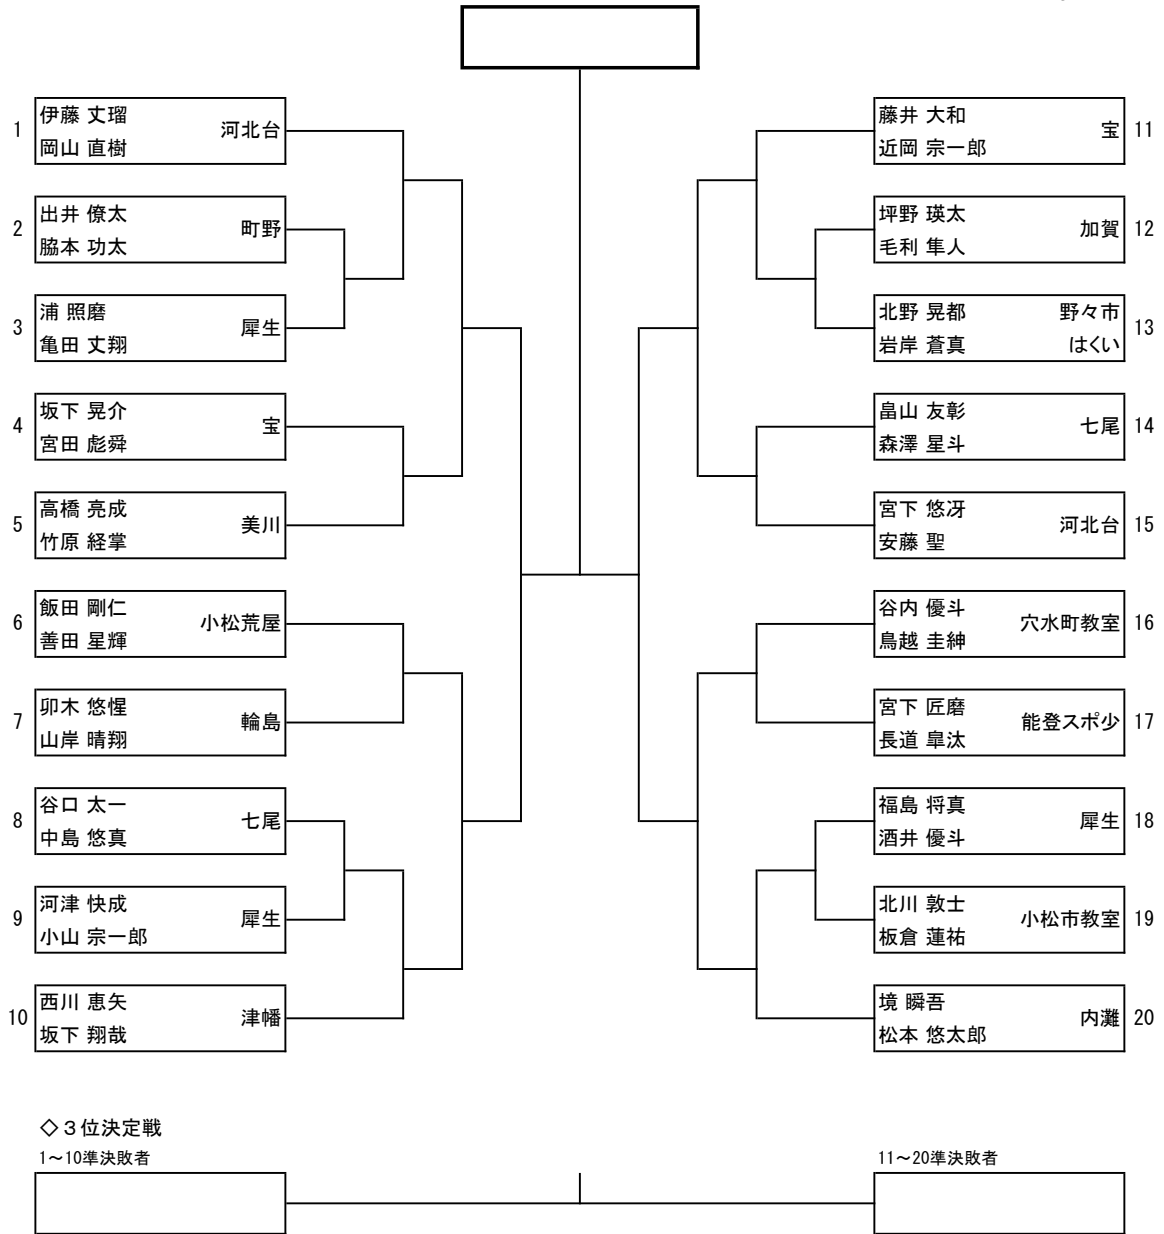 1
伊藤 丈瑠
岡山 直樹
河北台
2
出井 僚太
脇本 功太
町野
3
浦 照磨
亀田 丈翔
犀生
4
坂下 晃介
宮田 彪舜
宝
5
高橋 亮成
竹原 経掌
美川
6
飯田 剛仁
善田 星輝
小松荒屋
7
卯木 悠惺
山岸 晴翔
輪島
8
谷口 太一
中島 悠真
七尾
9
河津 快成
小山 宗一郎
犀生
10
西川 恵矢
坂下 翔哉
津幡
藤井 大和
近岡 宗一郎
宝
11
坪野 瑛太
毛利 隼人
加賀
12
北野 晃都
野々市
岩岸 蒼真
はくい
13
畠山 友彰
森澤 星斗
七尾
14
宮下 悠冴
安藤 聖
河北台
15
谷内 優斗
鳥越 圭紳
穴水町教室
16
宮下 匠磨
長道 皐汰
能登スポ少
17
福島 将真
酒井 優斗
犀生
18
北川 敦士
板倉 蓮祐
小松市教室
19
境 瞬吾
松本 悠太郎
内灘
20
◇３位決定戦
1～10準決敗者
11～20準決敗者